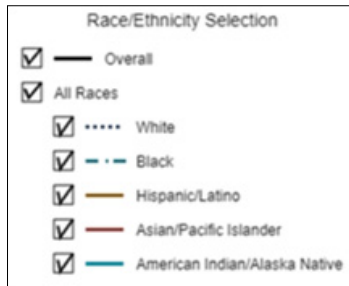 Race/Ethnicity Selection
Overall
All Races
White
Black
Hispanic/Latino
Asian/Pacific Islander
American Indian/Alaska Native